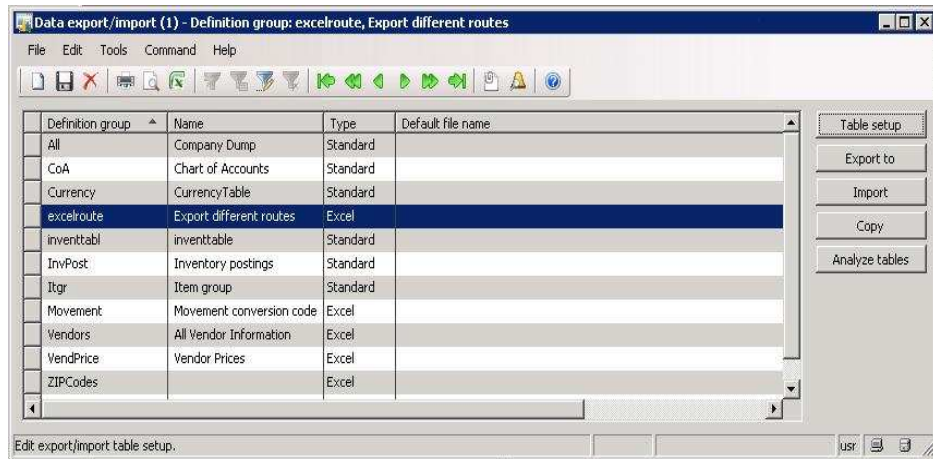 Data export/import (1) - Definition group: excelroute, Export different routes
File Edit Tools Command Help
Definition group Name Type Default file name
All Company Dump Standard
CoA Chart of Accounts Standard
Currency CurrencyTable Standard
excelroute Export different routes Excel
inventtabl inventtable Standard
InvPost Inventory postings Standard
Itgr Item group Standard
Movement Movement conversion code Excel
Vendors All Vendor Information Excel
VendPrice Vendor Prices Excel
ZIPCodes Excel
Table setup
Export to
Import
Copy
Analyze tables
Edit export/import table setup.
usr